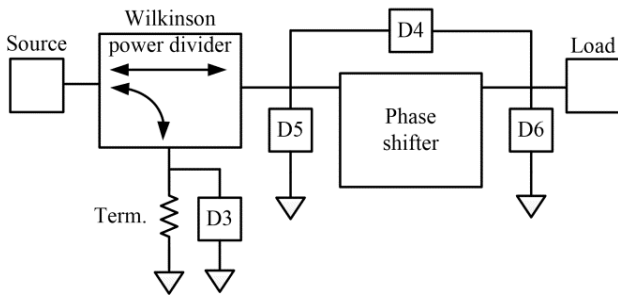 Wilkinson
power divider
Source
D4
Load
D5
Phase
shifter
D6
Term.
D3